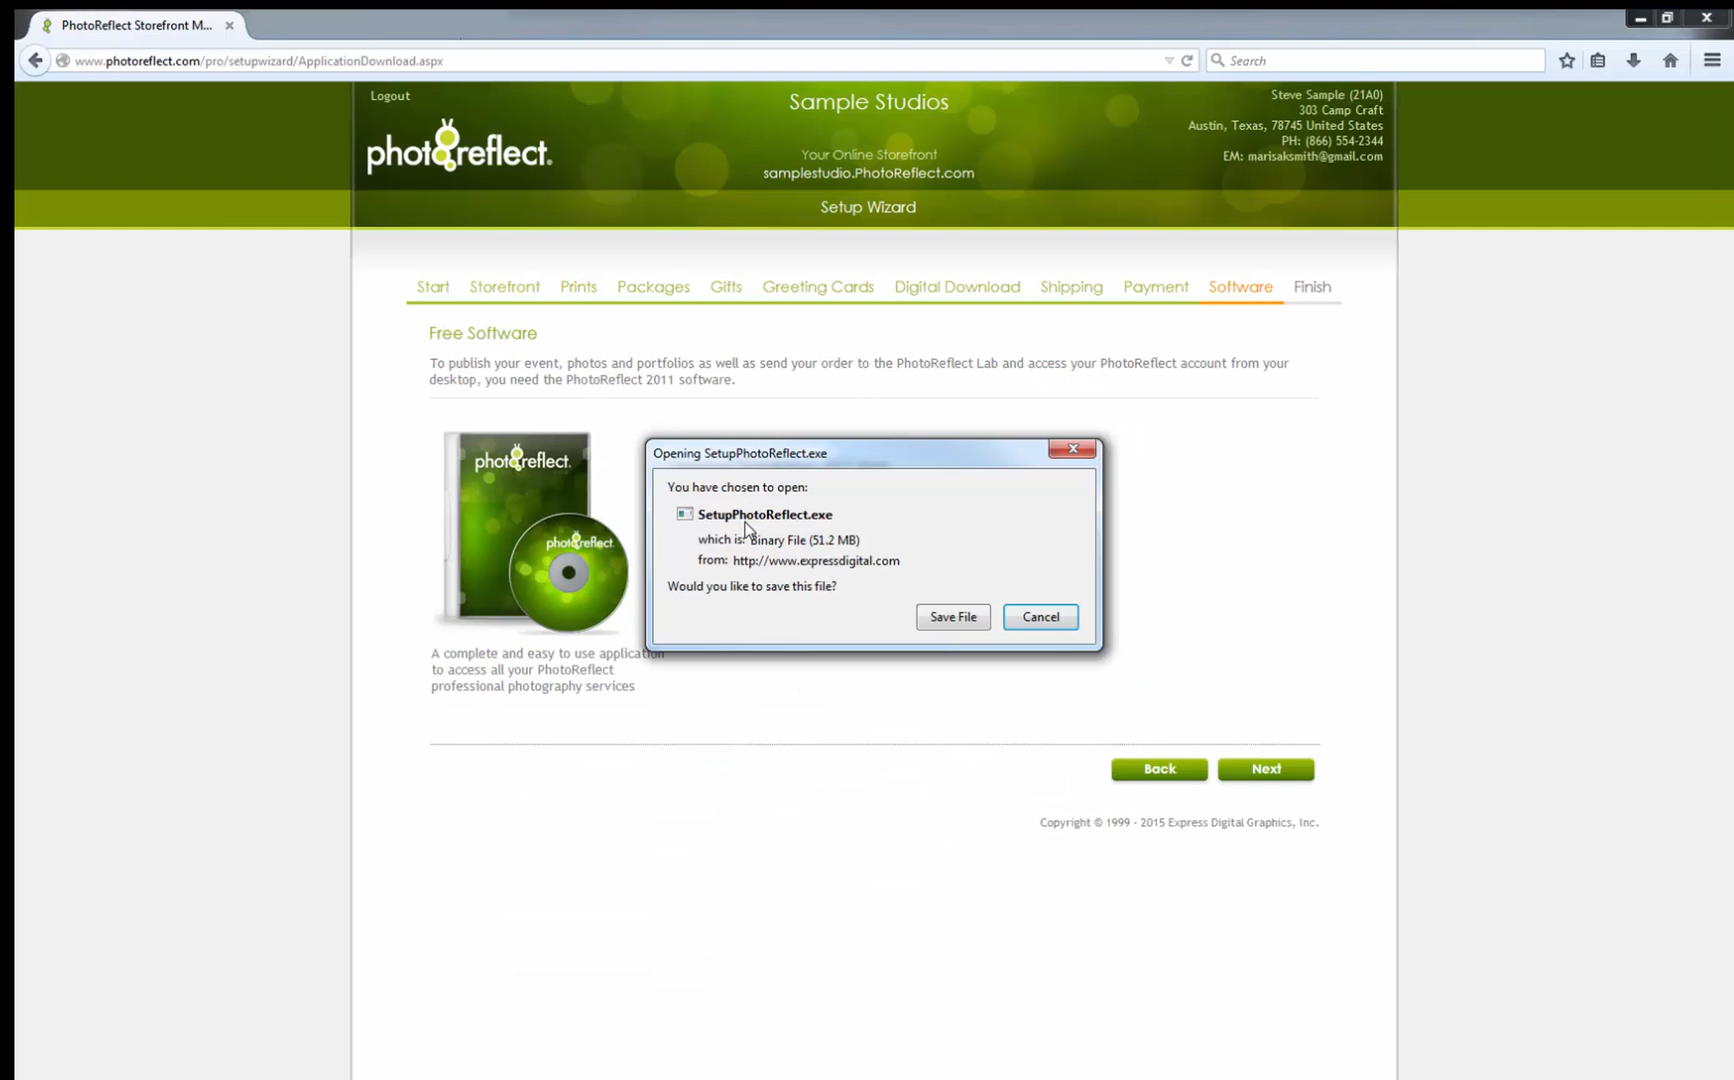 PhotoReflect Storefront M...
www.photoreflect.com/pro/setupwizard/ApplicationDownload.aspx
Search
Logout
Sample Studios
Steve Sample (21A0)
303 Camp Craft
Austin, Texas, 78745 United States
PH: (866) 554-2344
EM: marisaksmith@gmail.com
photoreflect.
Your Online Storefront
samplestudio.PhotoReflect.com
Setup Wizard
Start Storefront Prints Packages Gifts Greeting Cards Digital Download Shipping Payment Software Finish
Free Software
To publish your event, photos and portfolios as well as send your order to the PhotoReflect Lab and access your PhotoReflect account from your
desktop, you need the PhotoReflect 2011 software.
photoreflect.
photoreflect.
Opening SetupPhotoReflect.exe
You have chosen to open:
SetupPhotoReflect.exe
which is: Binary File (51.2 MB)
from: http://www.expressdigital.com
Would you like to save this file?
Save File
Cancel
A complete and easy to use application
to access all your PhotoReflect
professional photography services
Back
Next
Copyright © 1999 - 2015 Express Digital Graphics, Inc.